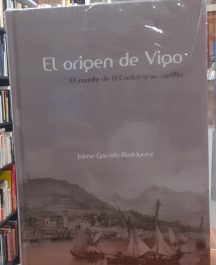 El origen de Vigo
El monte de O Castro y su castillo
Jaime Garrido Rodríguez